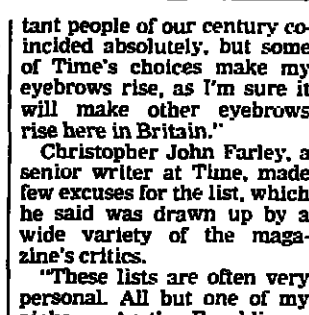 tant people of our century co-
incided absolutely, but some
of Time's choices make my
eyebrows rise, as I'm sure it
will make other eyebrows
rise here in Britain."
Christopher John Farley, a
senior writer at Time, made
few excuses for the list, which
he said was drawn up by a
wide variety of the maga-
zine's critics.
"These lists are often very
personal. All but one of my